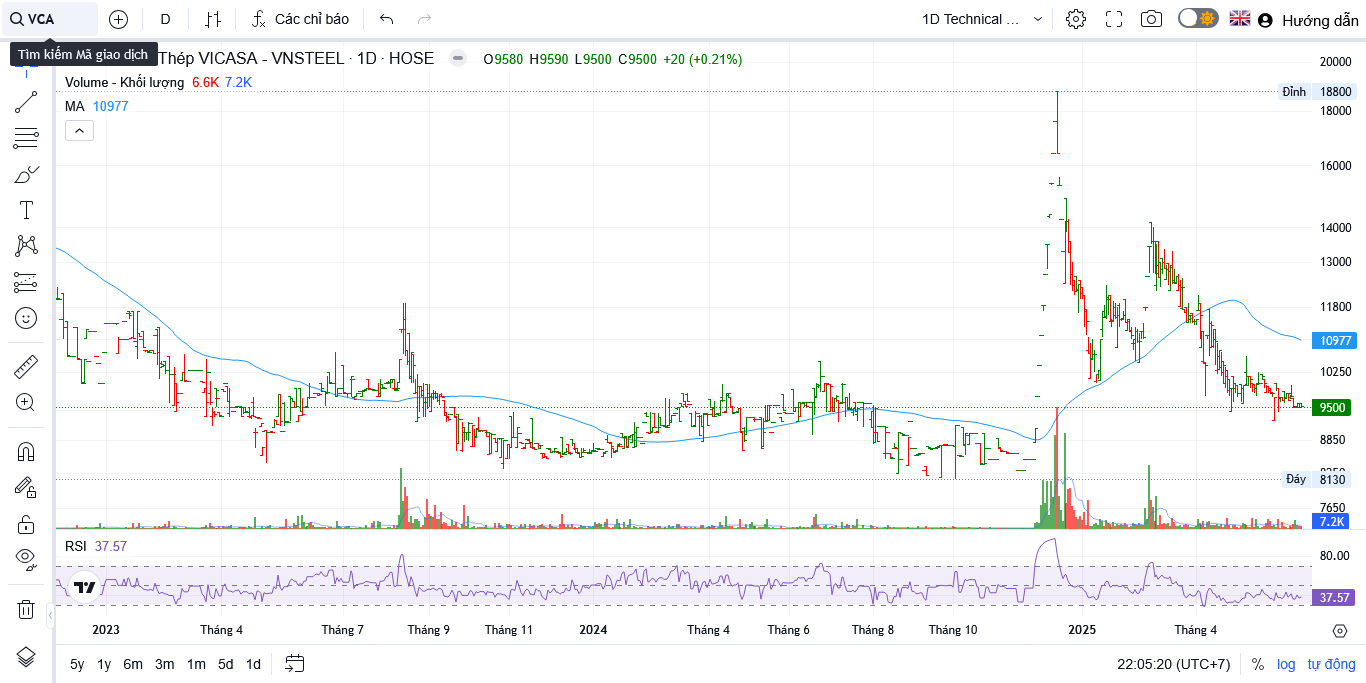 VCA D Các chỉ báo 1D Technical ... Hướng dẫn
Tìm kiếm Mã giao dịch
Thép VICASA - VNSTEEL · 1D · HOSE O9580 H9590 L9500 C9500 +20 (+0.21%)
Volume - Khối lượng 6.6K 7.2K
MA 10977
20000
Đỉnh 18800
18000
16000
14000
13000
11800
10977
10250
9500
8850
8350
Đáy 8130
7650
7.2K
RSI 37.57
80.00
37.57
2023 Tháng 4 Tháng 7 Tháng 9 Tháng 11 2024 Tháng 4 Tháng 6 Tháng 8 Tháng 10 2025 Tháng 4
5y 1y 6m 3m 1m 5d 1d 22:05:20 (UTC+7) % log tự động